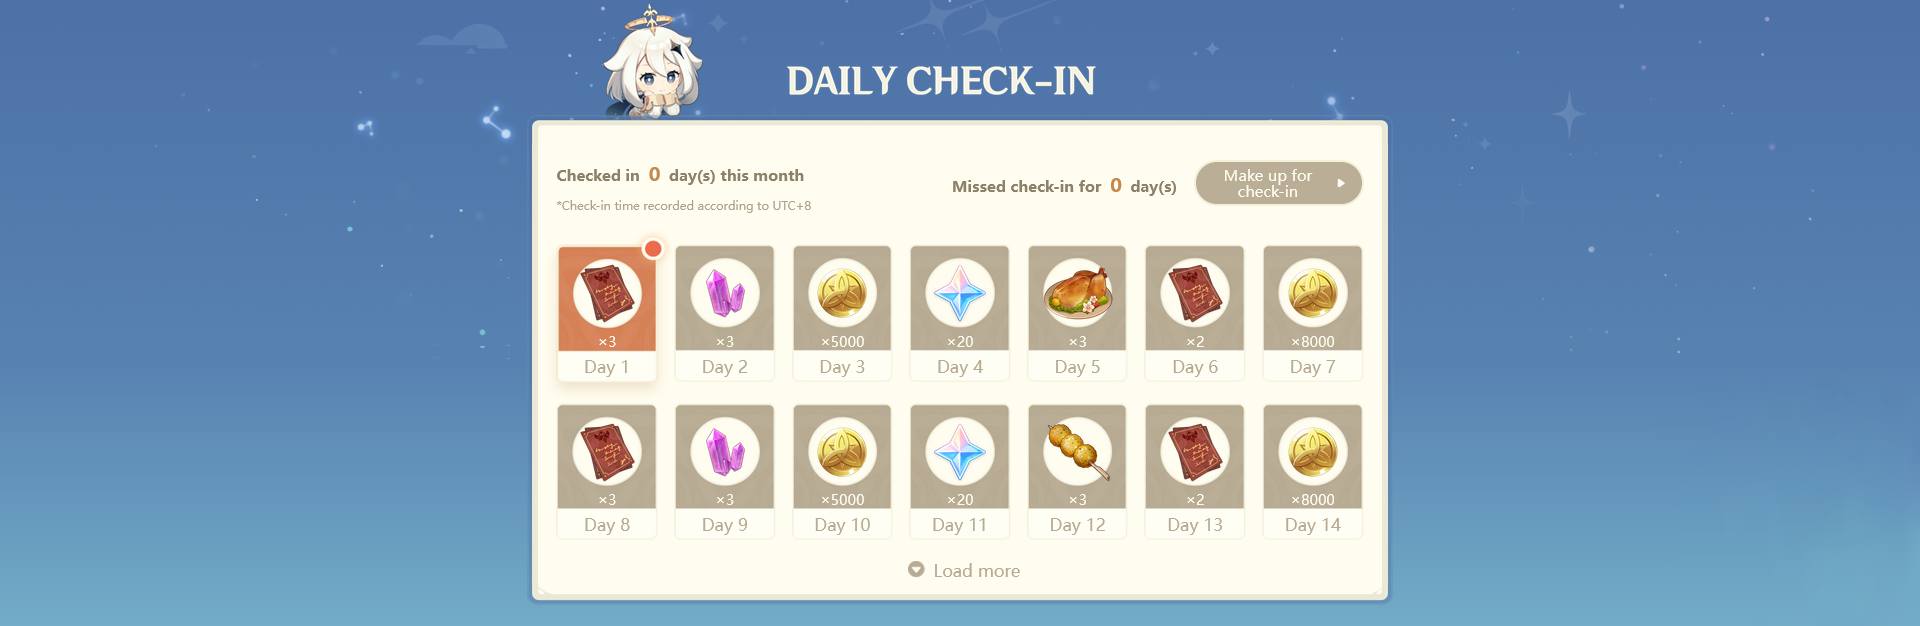 DAILY CHECK-IN
Checked in 0 day(s) this month
*Check-in time recorded according to UTC+8
Missed check-in for 0 day(s)
Make up for
check-in
×3
×3
×5000
×20
×3
×2
×8000
Day 1
Day 2
Day 3
Day 4
Day 5
Day 6
Day 7
×3
×3
×5000
×20
×3
×2
×8000
Day 8
Day 9
Day 10
Day 11
Day 12
Day 13
Day 14
Load more